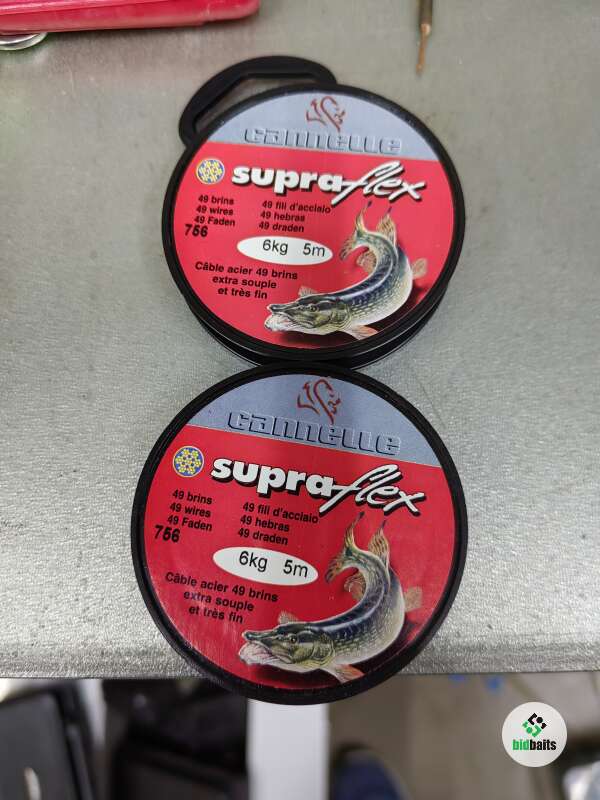 cannelle
supraflex
49 brins
49 wires
49 Faden
756
49 fili d'acciaio
49 hebras
49 draden
6kg 5m
Câble acier 49 brins
extra souple
et très fin
cannelle
supraflex
49 brins
49 wires
49 Faden
756
49 fili d'acciaio
49 hebras
49 draden
6kg 5m
Câble acier 49 brins
extra souple
et très fin
bidbaits